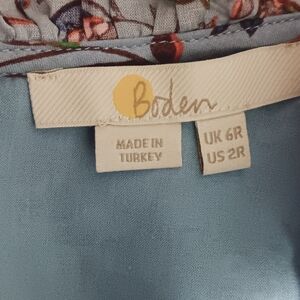 Boden
MADE IN
TURKEY
UK 6R
US 2R